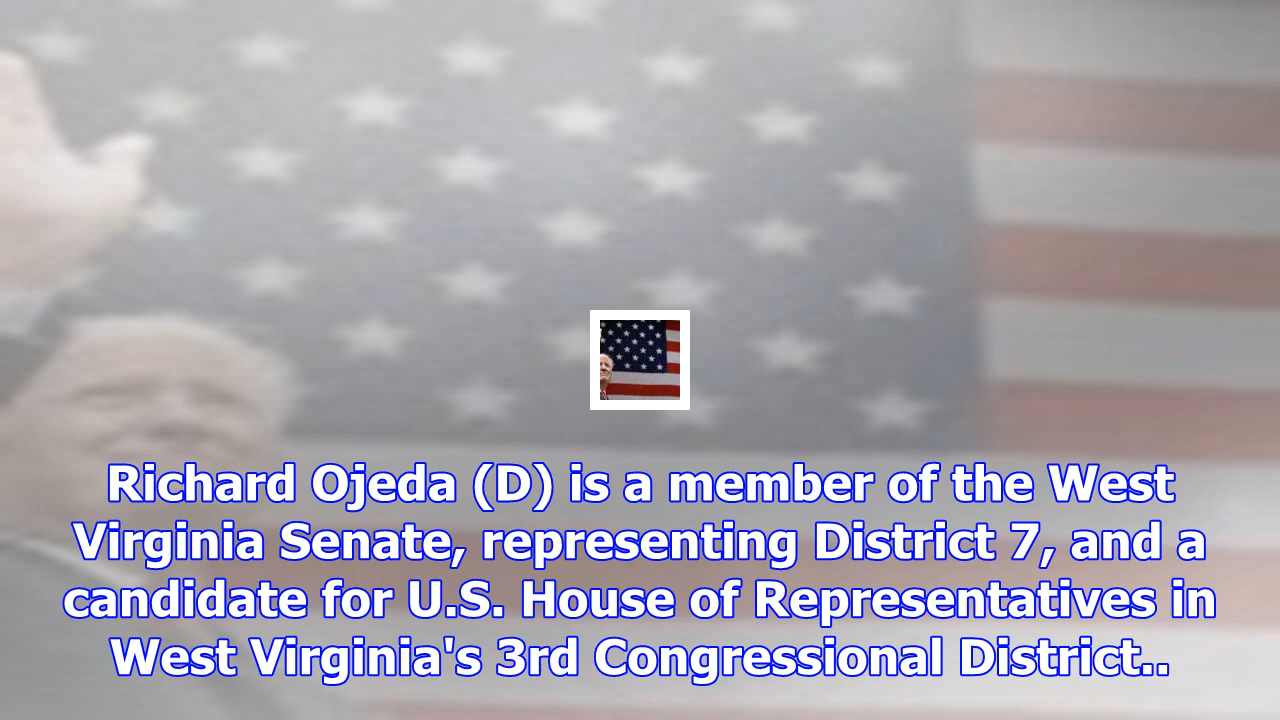 Richard Ojeda (D) is a member of the West
Virginia Senate, representing District 7, and a
candidate for U.S. House of Representatives in
West Virginia's 3rd Congressional District..